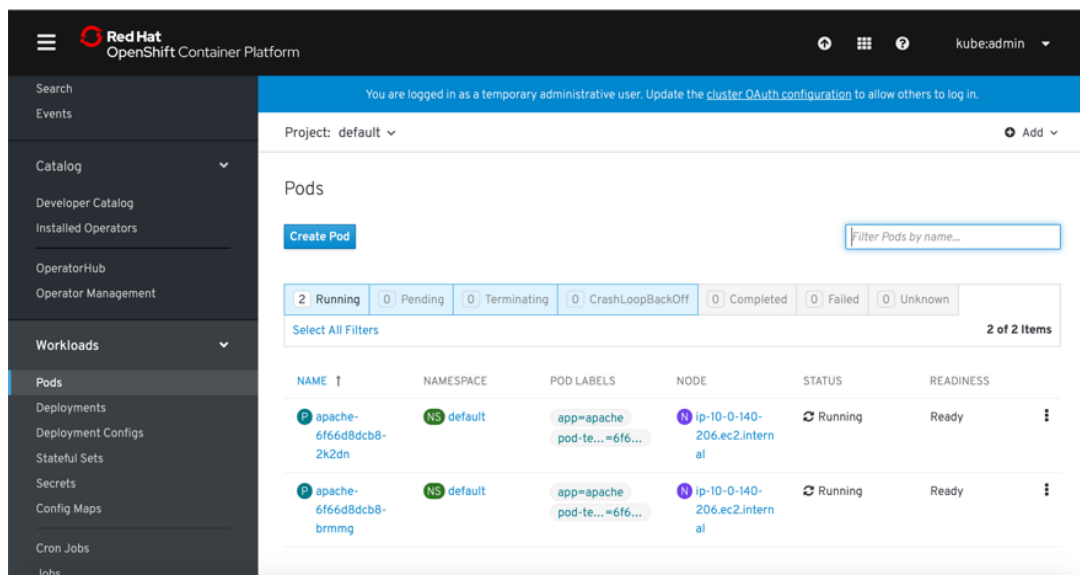 Red Hat
OpenShift Container Platform
kube:admin
Search
Events
Catalog
Developer Catalog
Installed Operators
OperatorHub
Operator Management
Workloads
Pods
Deployments
Deployment Configs
Stateful Sets
Secrets
Config Maps
Cron Jobs
Jobs
You are logged in as a temporary administrative user. Update the cluster OAuth configuration to allow others to log in.
Project: default
Add
Pods
Create Pod
Filter Pods by name...
2 Running 0 Pending 0 Terminating 0 CrashLoopBackOff 0 Completed 0 Failed 0 Unknown
Select All Filters 2 of 2 Items
NAME ↑ NAMESPACE POD LABELS NODE STATUS READINESS
P apache- NS default app=apache N ip-10-0-140- Running Ready
6f66d8dcb8- pod-te...=6f6... 206.ec2.intern
2k2dn al
P apache- NS default app=apache N ip-10-0-140- Running Ready
6f66d8dcb8- pod-te...=6f6... 206.ec2.intern
brmmg al